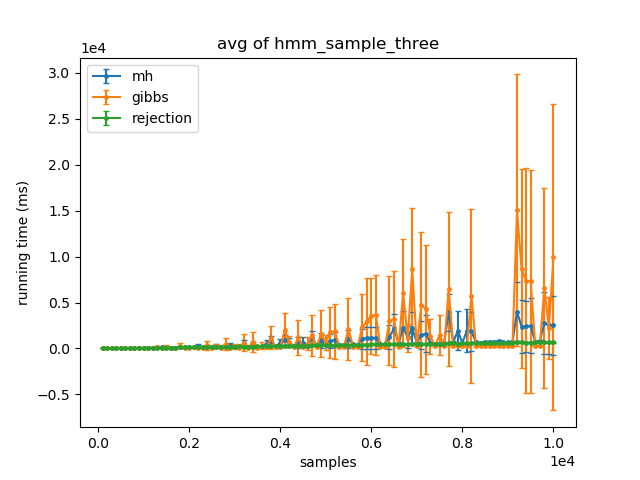 avg of hmm_sample_three
1e4
mh
gibbs
rejection
running time (ms)
3.0
2.5
2.0
1.5
1.0
0.5
0.0
−0.5
0.0 0.2 0.4 0.6 0.8 1.0
samples
1e4